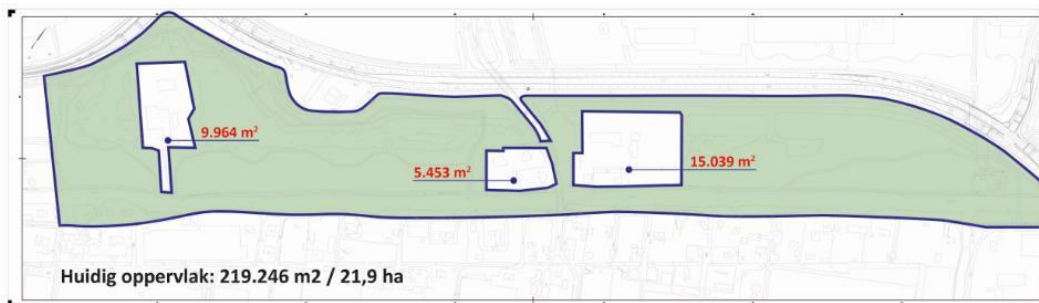 9.964 m²
5.453 m²
15.039 m²
Huidig oppervlak: 219.246 m2 / 21,9 ha